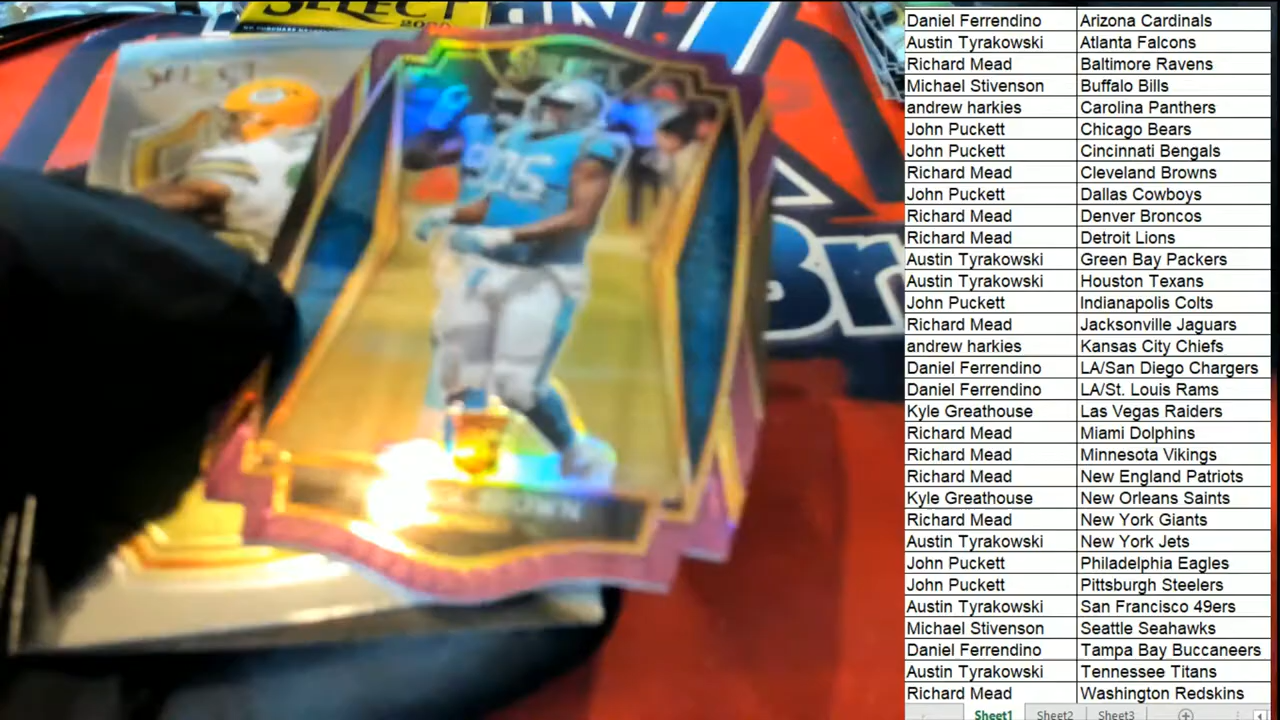 SELECT
2020
SELECT
95
BROWN
Br
Daniel Ferrendino Arizona Cardinals
Austin Tyrakowski Atlanta Falcons
Richard Mead Baltimore Ravens
Michael Stivenson Buffalo Bills
andrew harkies Carolina Panthers
John Puckett Chicago Bears
John Puckett Cincinnati Bengals
Richard Mead Cleveland Browns
John Puckett Dallas Cowboys
Richard Mead Denver Broncos
Richard Mead Detroit Lions
Austin Tyrakowski Green Bay Packers
Austin Tyrakowski Houston Texans
John Puckett Indianapolis Colts
Richard Mead Jacksonville Jaguars
andrew harkies Kansas City Chiefs
Daniel Ferrendino LA/San Diego Chargers
Daniel Ferrendino LA/St. Louis Rams
Kyle Greathouse Las Vegas Raiders
Richard Mead Miami Dolphins
Richard Mead Minnesota Vikings
Richard Mead New England Patriots
Kyle Greathouse New Orleans Saints
Richard Mead New York Giants
Austin Tyrakowski New York Jets
John Puckett Philadelphia Eagles
John Puckett Pittsburgh Steelers
Austin Tyrakowski San Francisco 49ers
Michael Stivenson Seattle Seahawks
Daniel Ferrendino Tampa Bay Buccaneers
Austin Tyrakowski Tennessee Titans
Richard Mead Washington Redskins
Sheet1 Sheet2 Sheet3